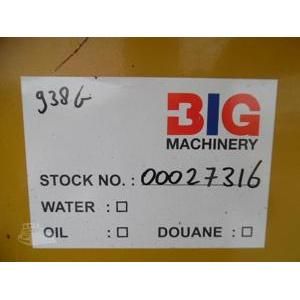 938G
BIG
MACHINERY
STOCK NO. : 00027316
WATER : ☐
OIL : ☐ DOUANE : ☐